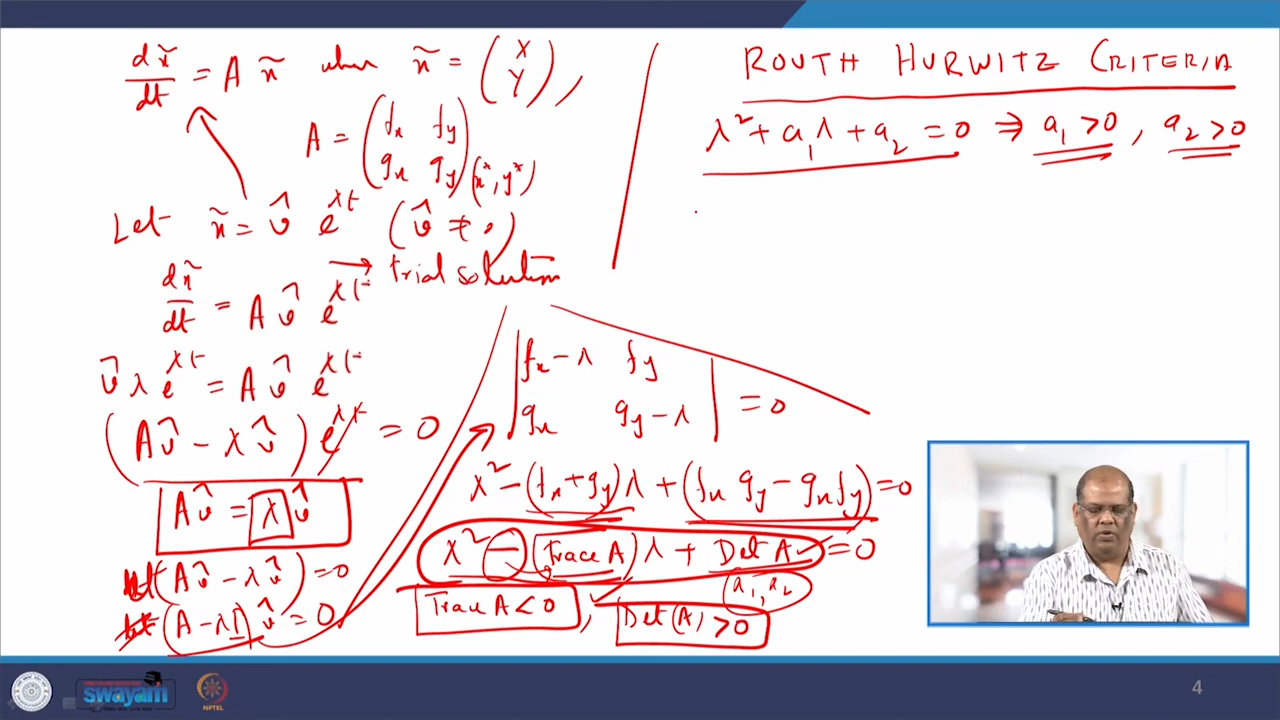 dx̃/dt = A x̃ when x̃ = (X Y),
A = (fx fy gx gy)(x*, y*)
Let x̃ = v̂ e^λt (v̂ ≠ 0)
→ trial solution
dx̃/dt = A v̂ e^λt
v̂ λ e^λt = A v̂ e^λt
(A v̂ − λ v̂) e^λt = 0
A v̂ = λ v̂
(A v̂ − λ v̂) = 0
(A − λI) v̂ = 0
|fx − λ fy
gx gy − λ| = 0
λ² − (fx + gy) λ + (fx gy − gx fy) = 0
λ² − (Trace A) λ + Det A = 0
a₁, a₂
Trace A < 0, Det(A) > 0
ROUTH HURWITZ CRITERIA
λ² + a₁λ + a₂ = 0 ⇒ a₁ > 0, a₂ > 0
swayam
NPTEL
4